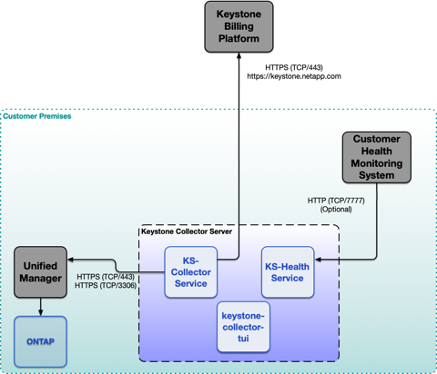 Keystone
Billing
Platform
HTTPS (TCP/443)
https://keystone.netapp.com
Customer Premises
Customer
Health
Monitoring
System
HTTP (TCP/7777)
(Optional)
Keystone Collector Server
Unified
Manager
HTTPS (TCP/443)
HTTPS (TCP/3306)
KS-
Collector
Service
KS-Health
Service
keystone-
collector-
tui
ONTAP